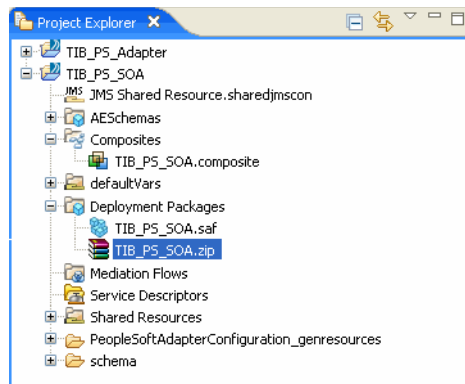 Project Explorer
TIB_PS_Adapter
TIB_PS_SOA
JMS JMS Shared Resource.sharedjmscon
AESchemas
Composites
TIB_PS_SOA.composite
defaultVars
Deployment Packages
TIB_PS_SOA.saf
TIB_PS_SOA.zip
Mediation Flows
Service Descriptors
Shared Resources
PeopleSoftAdapterConfiguration_genresources
schema